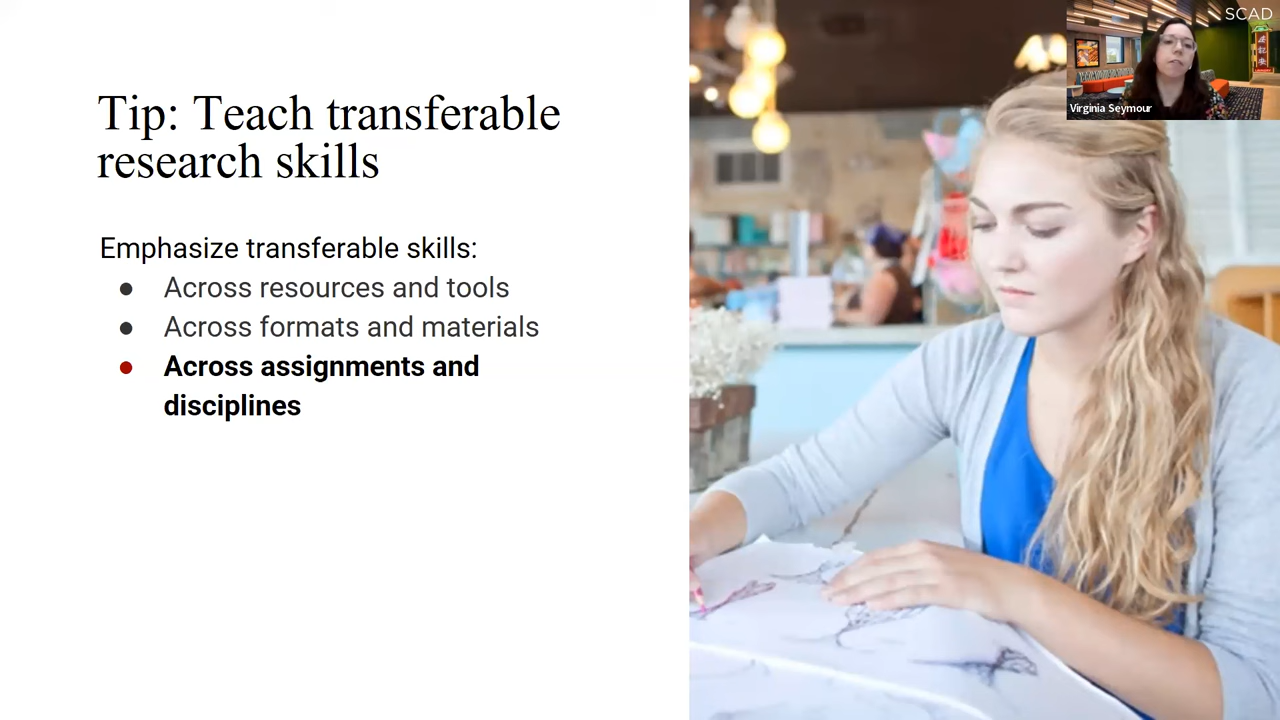 SCAD
Virginia Seymour
Tip: Teach transferable
research skills
Emphasize transferable skills:
● Across resources and tools
● Across formats and materials
● Across assignments and
disciplines